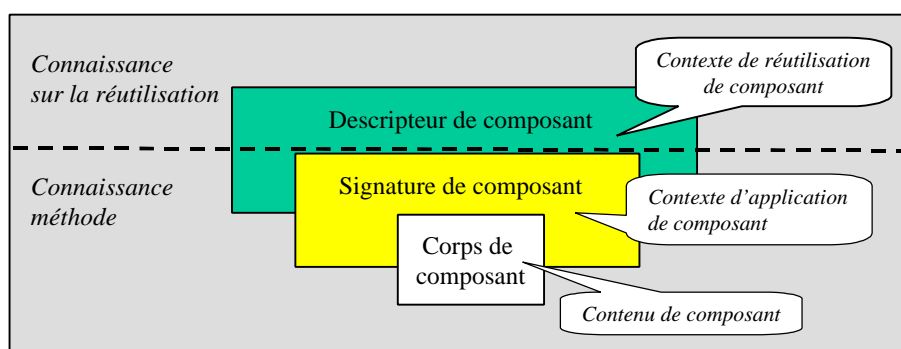 Connaissance
sur la réutilisation
Contexte de réutilisation
de composant
Descripteur de composant
Connaissance
méthode
Signature de composant
Contexte d'application
de composant
Corps de
composant
Contenu de composant